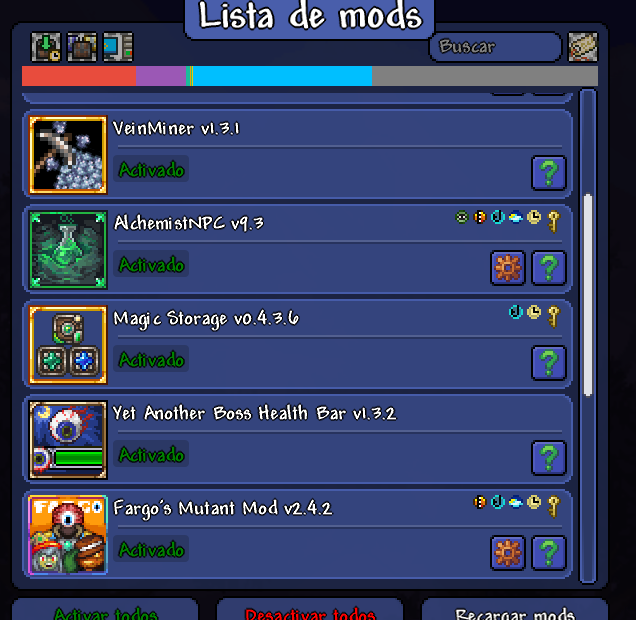 Lista de mods
Buscar
VeinMiner v1.3.1
Activado
AlchemistNPC v9.3
Activado
Magic Storage v0.4.3.6
Activado
Yet Another Boss Health Bar v1.3.2
Activado
FARGO
Fargo's Mutant Mod v2.4.2
Activado
Activar todos
Desactivar todos
Recargar mods